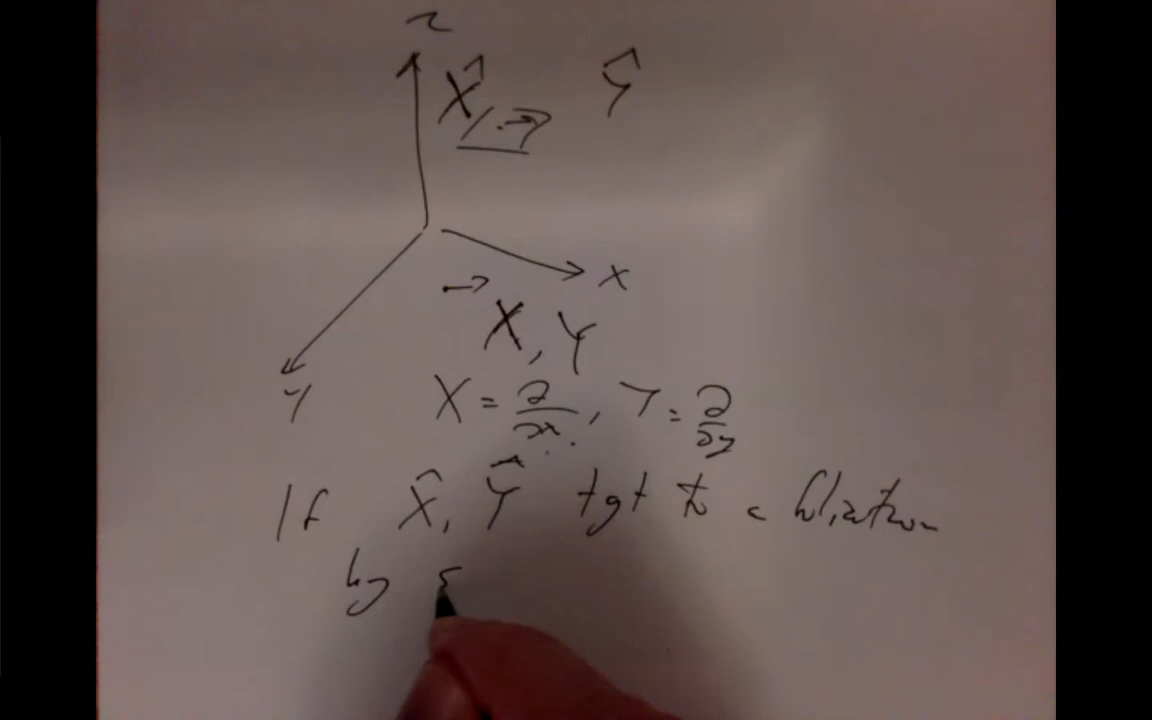 z
X̂ Ŷ
x
X, Y
y
X = ∂/∂x, Y = ∂/∂y
If X̂, Ŷ tgt to a foliation
by s